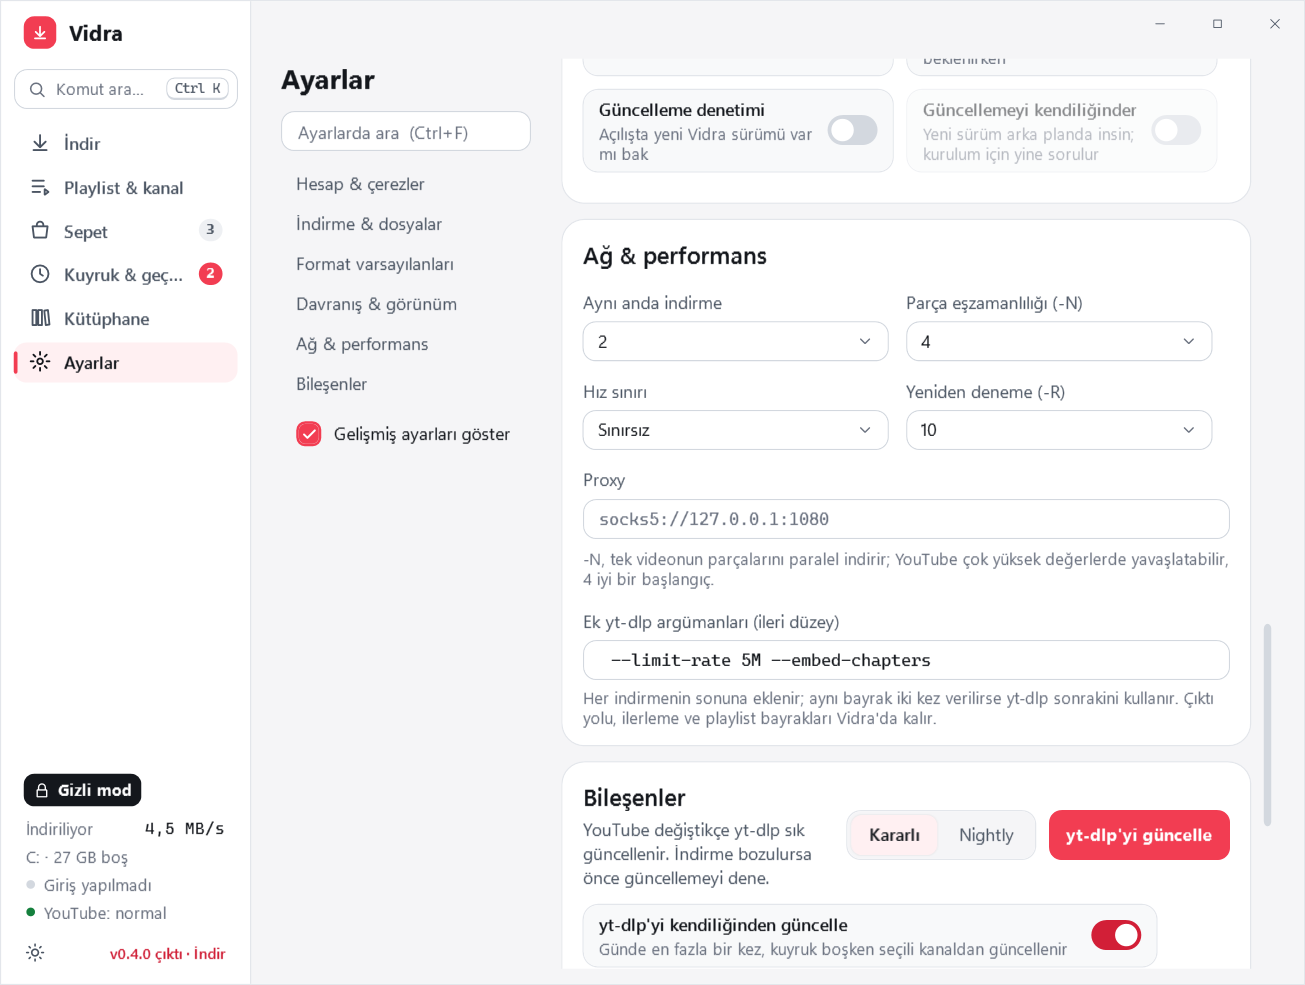 Vidra
Komut ara... Ctrl K
İndir
Playlist & kanal
Sepet 3
Kuyruk & geç... 2
Kütüphane
Ayarlar
Gizli mod
İndiriliyor 4,5 MB/s
C: · 27 GB boş
Giriş yapılmadı
YouTube: normal
v0.4.0 çıktı · İndir
Ayarlar
Ayarlarda ara (Ctrl+F)
Hesap & çerezler
İndirme & dosyalar
Format varsayılanları
Davranış & görünüm
Ağ & performans
Bileşenler
Gelişmiş ayarları göster
beklenirken
Güncelleme denetimi
Açılışta yeni Vidra sürümü var
mı bak
Güncellemeyi kendiliğinder
Yeni sürüm arka planda insin;
kurulum için yine sorulur
Ağ & performans
Aynı anda indirme
2
Parça eşzamanlılığı (-N)
4
Hız sınırı
Sınırsız
Yeniden deneme (-R)
10
Proxy
socks5://127.0.0.1:1080
-N, tek videonun parçalarını paralel indirir; YouTube çok yüksek değerlerde yavaşlatabilir,
4 iyi bir başlangıç.
Ek yt-dlp argümanları (ileri düzey)
--limit-rate 5M --embed-chapters
Her indirmenin sonuna eklenir; aynı bayrak iki kez verilirse yt-dlp sonrakini kullanır. Çıktı
yolu, ilerleme ve playlist bayrakları Vidra'da kalır.
Bileşenler
YouTube değiştikçe yt-dlp sık
güncellenir. İndirme bozulursa
önce güncellemeyi dene.
Kararlı Nightly yt-dlp'yi güncelle
yt-dlp'yi kendiliğinden güncelle
Günde en fazla bir kez, kuyruk boşken seçili kanaldan güncellenir